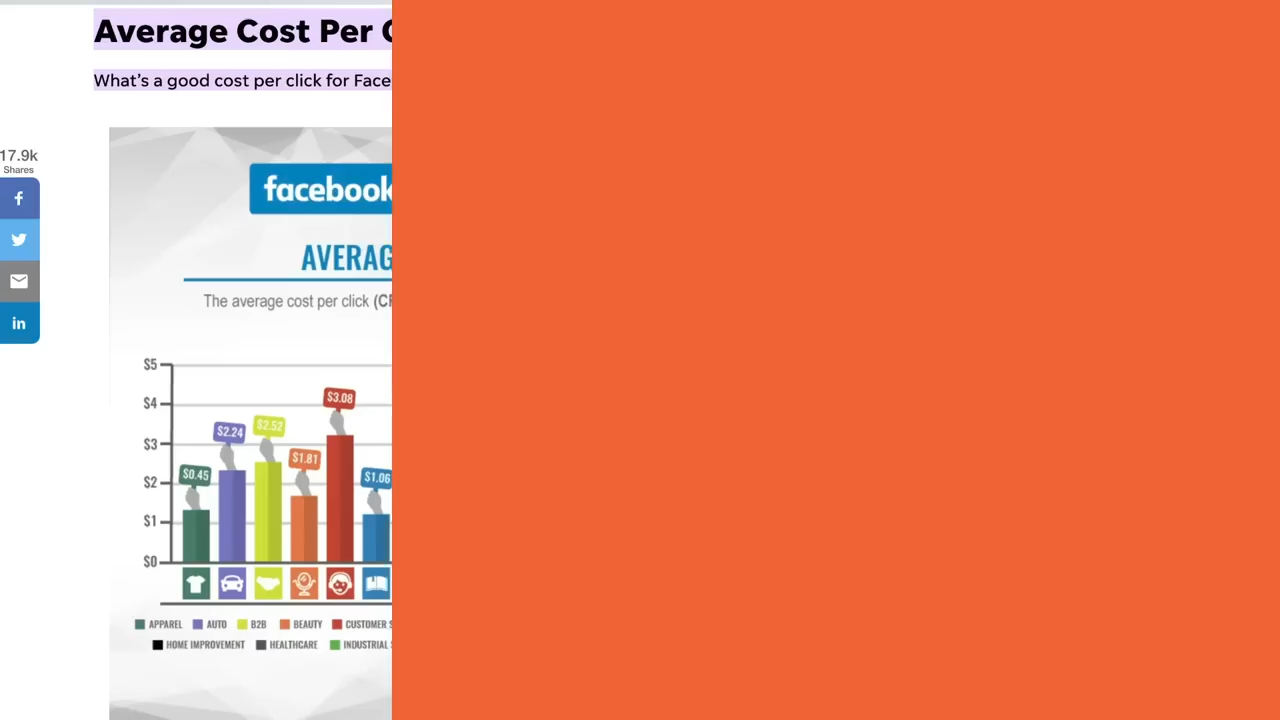 Average Cost Per
What's a good cost per click for Face
17.9k
Shares
facebook
AVERAG
The average cost per click (C
$5
$4
$3
$2
$1
$0
$0.45
$2.24
$2.52
$1.81
$3.08
$1.06
APPAREL AUTO B2B BEAUTY CUSTOMER
HOME IMPROVEMENT HEALTHCARE INDUSTRIAL
in